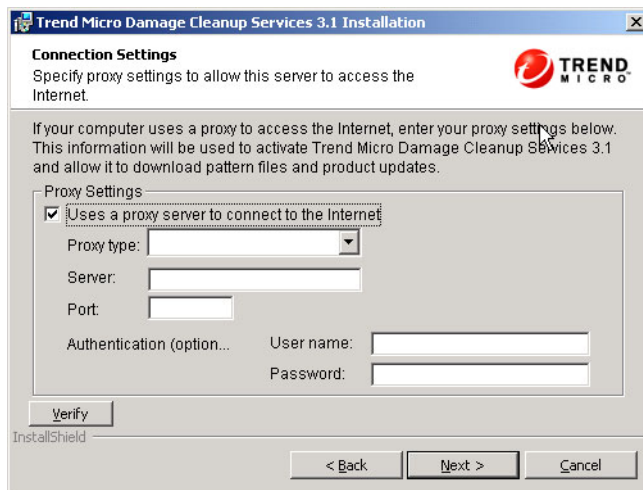 Trend Micro Damage Cleanup Services 3.1 Installation
Connection Settings
Specify proxy settings to allow this server to access the
Internet.
TREND
MICRO™
If your computer uses a proxy to access the Internet, enter your proxy settings below.
This information will be used to activate Trend Micro Damage Cleanup Services 3.1
and allow it to download pattern files and product updates.
Proxy Settings
Uses a proxy server to connect to the Internet
Proxy type:
Server:
Port:
Authentication (option...
User name:
Password:
Verify
InstallShield
< Back
Next >
Cancel